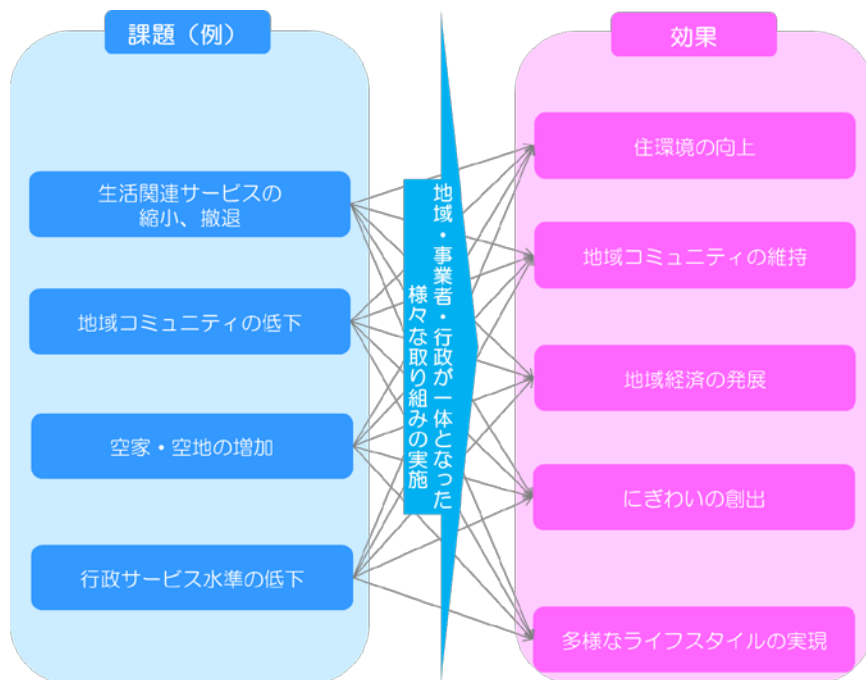 課題（例）
生活関連サービスの
縮小、撤退
地域コミュニティの低下
空家・空地の増加
行政サービス水準の低下
地域・事業者・行政が一体となった
様々な取り組みの実施
効果
住環境の向上
地域コミュニティの維持
地域経済の発展
にぎわいの創出
多様なライフスタイルの実現